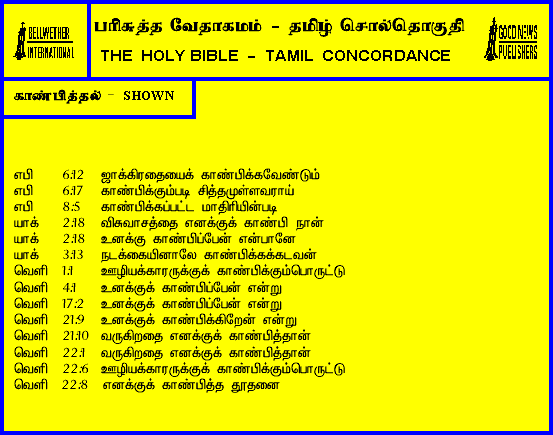 BELLWETHER
INTERNATIONAL
பரிசுத்த வேதாகமம் - தமிழ் சொல்தொகுதி
THE HOLY BIBLE - TAMIL CONCORDANCE
GOOD NEWS
PUBLISHERS
காண்பித்தல் - SHOWN
எபி 6:12 ஜாக்கிரதையைக் காண்பிக்கவேண்டும்
எபி 6:17 காண்பிக்கும்படி சித்தமுள்ளவராய்
எபி 8:5 காண்பிக்கப்பட்ட மாதிரியின்படி
யாக் 2:18 விசுவாசத்தை எனக்குக் காண்பி நான்
யாக் 2:18 உனக்கு காண்பிப்பேன் என்பானே
யாக் 3:13 நடக்கையினாலே காண்பிக்கக்கடவன்
வெளி 1:1 ஊழியக்காரருக்குக் காண்பிக்கும்பொருட்டு
வெளி 4:1 உனக்குக் காண்பிப்பேன் என்று
வெளி 17:2 உனக்குக் காண்பிப்பேன் என்று
வெளி 21:9 உனக்குக் காண்பிக்கிறேன் என்று
வெளி 21:10 வருகிறதை எனக்குக் காண்பித்தான்
வெளி 22:1 வருகிறதை எனக்குக் காண்பித்தான்
வெளி 22:6 ஊழியக்காரருக்குக் காண்பிக்கும்பொருட்டு
வெளி 22:8 எனக்குக் காண்பித்த தூதனை